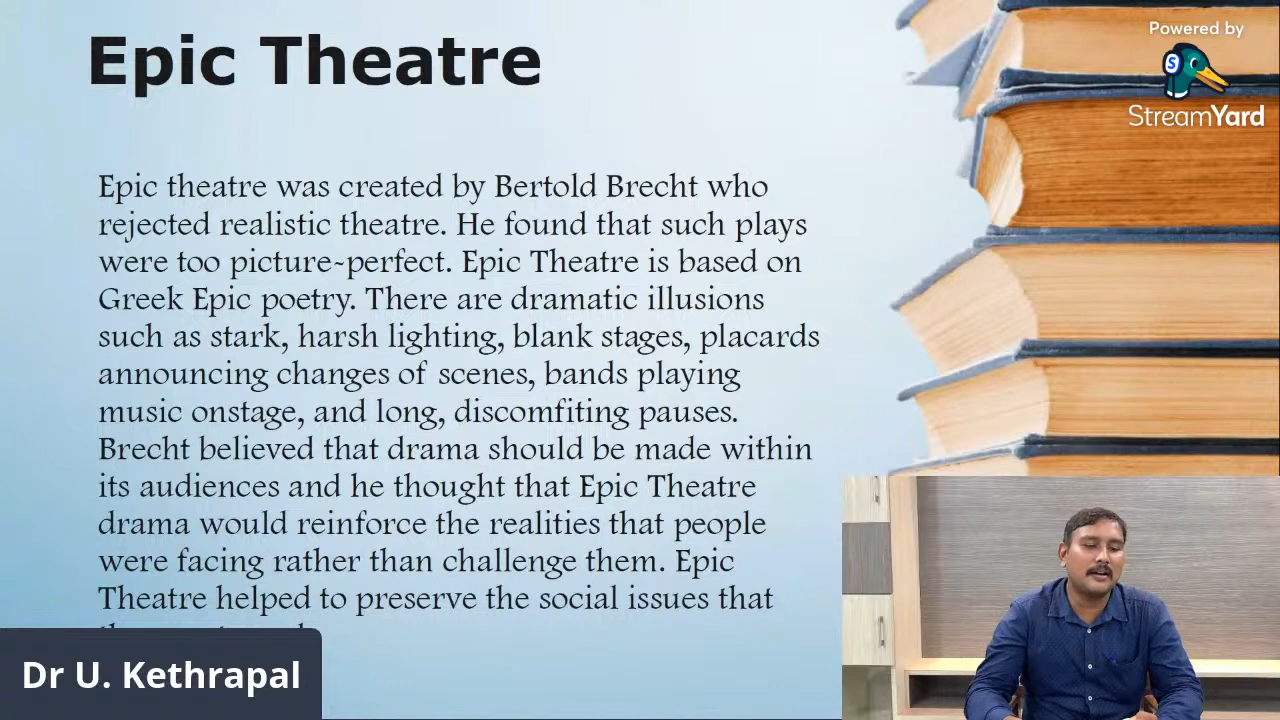 Epic Theatre
Powered by
StreamYard
Epic theatre was created by Bertold Brecht who
rejected realistic theatre. He found that such plays
were too picture-perfect. Epic Theatre is based on
Greek Epic poetry. There are dramatic illusions
such as stark, harsh lighting, blank stages, placards
announcing changes of scenes, bands playing
music onstage, and long, discomfiting pauses.
Brecht believed that drama should be made within
its audiences and he thought that Epic Theatre
drama would reinforce the realities that people
were facing rather than challenge them. Epic
Theatre helped to preserve the social issues that
Dr U. Kethrapal